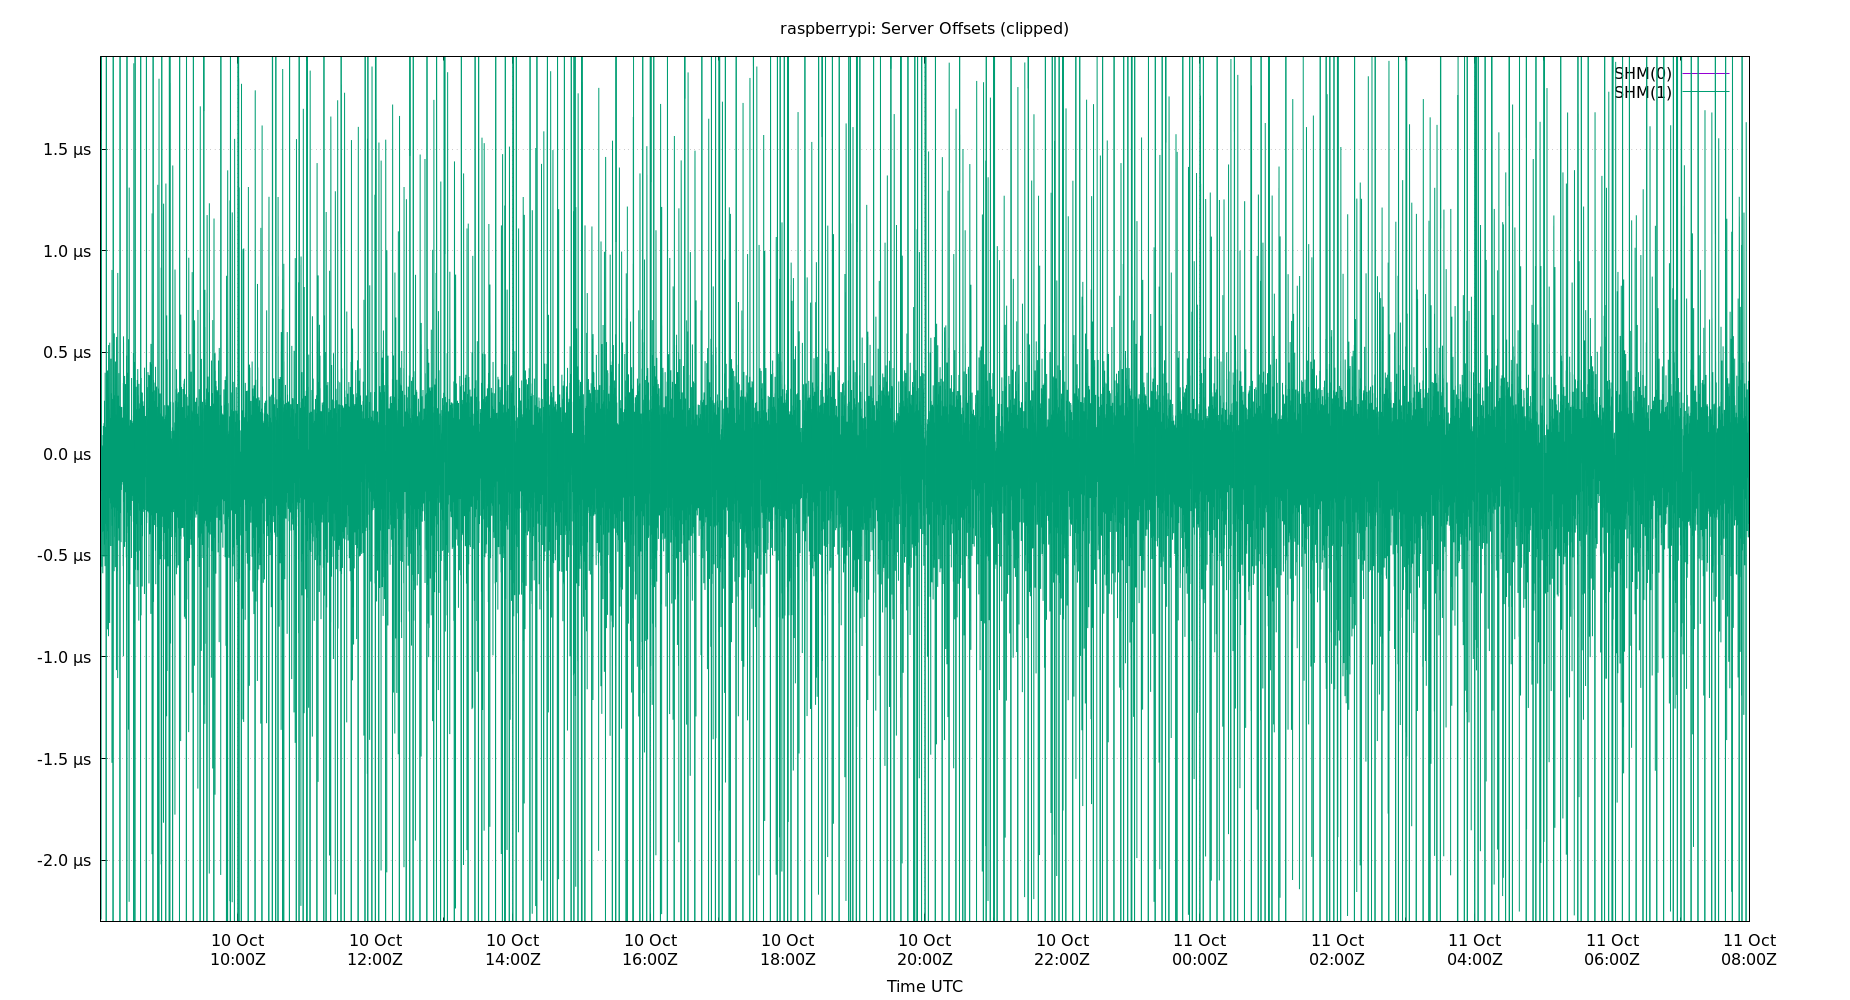 raspberrypi: Server Offsets (clipped)
SHM(0)
SHM(1)
1.5 µs
1.0 µs
0.5 µs
0.0 µs
-0.5 µs
-1.0 µs
-1.5 µs
-2.0 µs
10 Oct 10 Oct 10 Oct 10 Oct 10 Oct 10 Oct 10 Oct 11 Oct 11 Oct 11 Oct 11 Oct 11 Oct
10:00Z 12:00Z 14:00Z 16:00Z 18:00Z 20:00Z 22:00Z 00:00Z 02:00Z 04:00Z 06:00Z 08:00Z
Time UTC